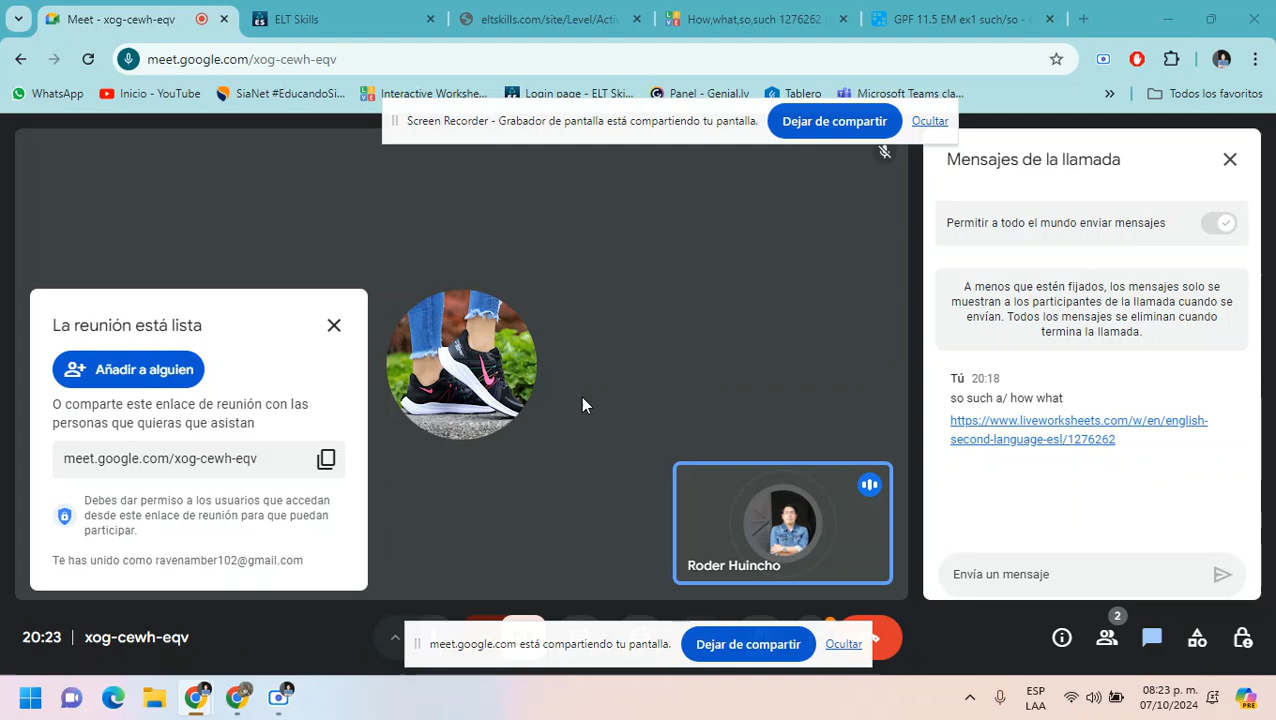 Meet - xog-cewh-eqv
ELT Skills
eltskills.com/site/Level/Activ
How,what,so,such 1276262
GPF 11.5 EM ex1 such/so -
meet.google.com/xog-cewh-eqv
WhatsApp
Inicio - YouTube
SiaNet #EducandoSi...
Interactive Workshe...
Login page - ELT Ski...
Panel - Genial.ly
Tablero
Microsoft Teams cla...
Todos los favoritos
Screen Recorder - Grabador de pantalla está compartiendo tu pantalla.
Dejar de compartir
Ocultar
Mensajes de la llamada
Permitir a todo el mundo enviar mensajes
A menos que estén fijados, los mensajes solo se
muestran a los participantes de la llamada cuando se
envían. Todos los mensajes se eliminan cuando
termina la llamada.
Tú 20:18
so such a/ how what
https://www.liveworksheets.com/w/en/english-
second-language-esl/1276262
Envía un mensaje
La reunión está lista
Añadir a alguien
O comparte este enlace de reunión con las
personas que quieras que asistan
meet.google.com/xog-cewh-eqv
Debes dar permiso a los usuarios que accedan
desde este enlace de reunión para que puedan
participar.
Te has unido como ravenamber102@gmail.com
Roder Huincho
20:23
xog-cewh-eqv
meet.google.com está compartiendo tu pantalla.
Dejar de compartir
Ocultar
2
ESP
LAA
08:23 p. m.
07/10/2024
PRE